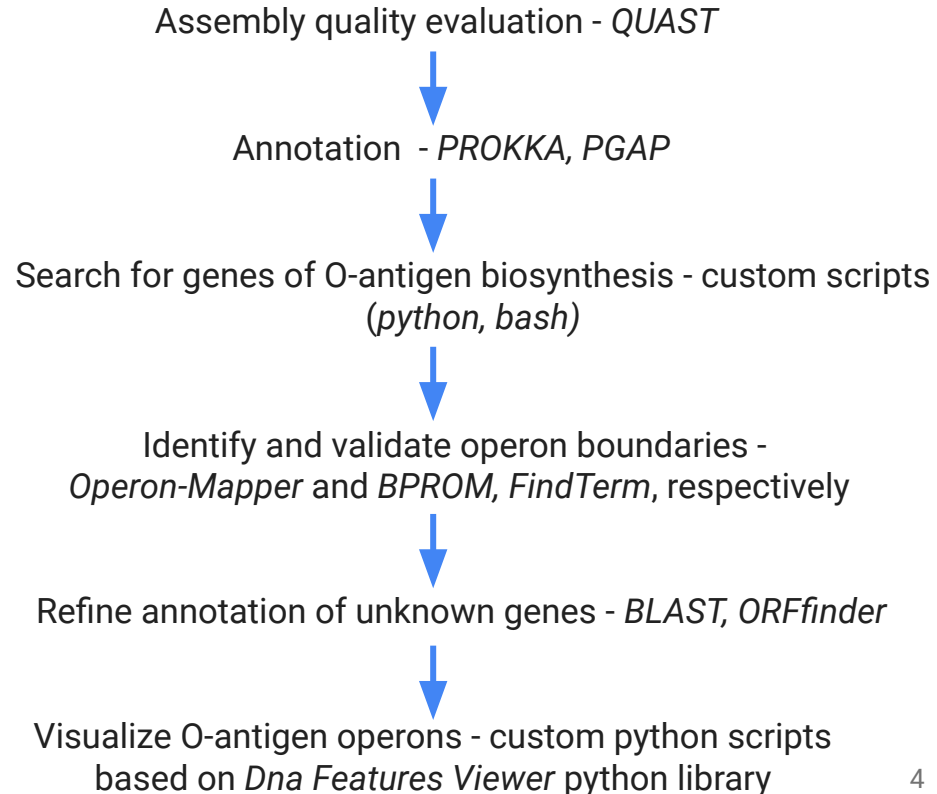 Assembly quality evaluation - QUAST
Annotation - PROKKA, PGAP
Search for genes of O-antigen biosynthesis - custom scripts
(python, bash)
Identify and validate operon boundaries -
Operon-Mapper and BPROM, FindTerm, respectively
Refine annotation of unknown genes - BLAST, ORFfinder
Visualize O-antigen operons - custom python scripts
based on Dna Features Viewer python library
4